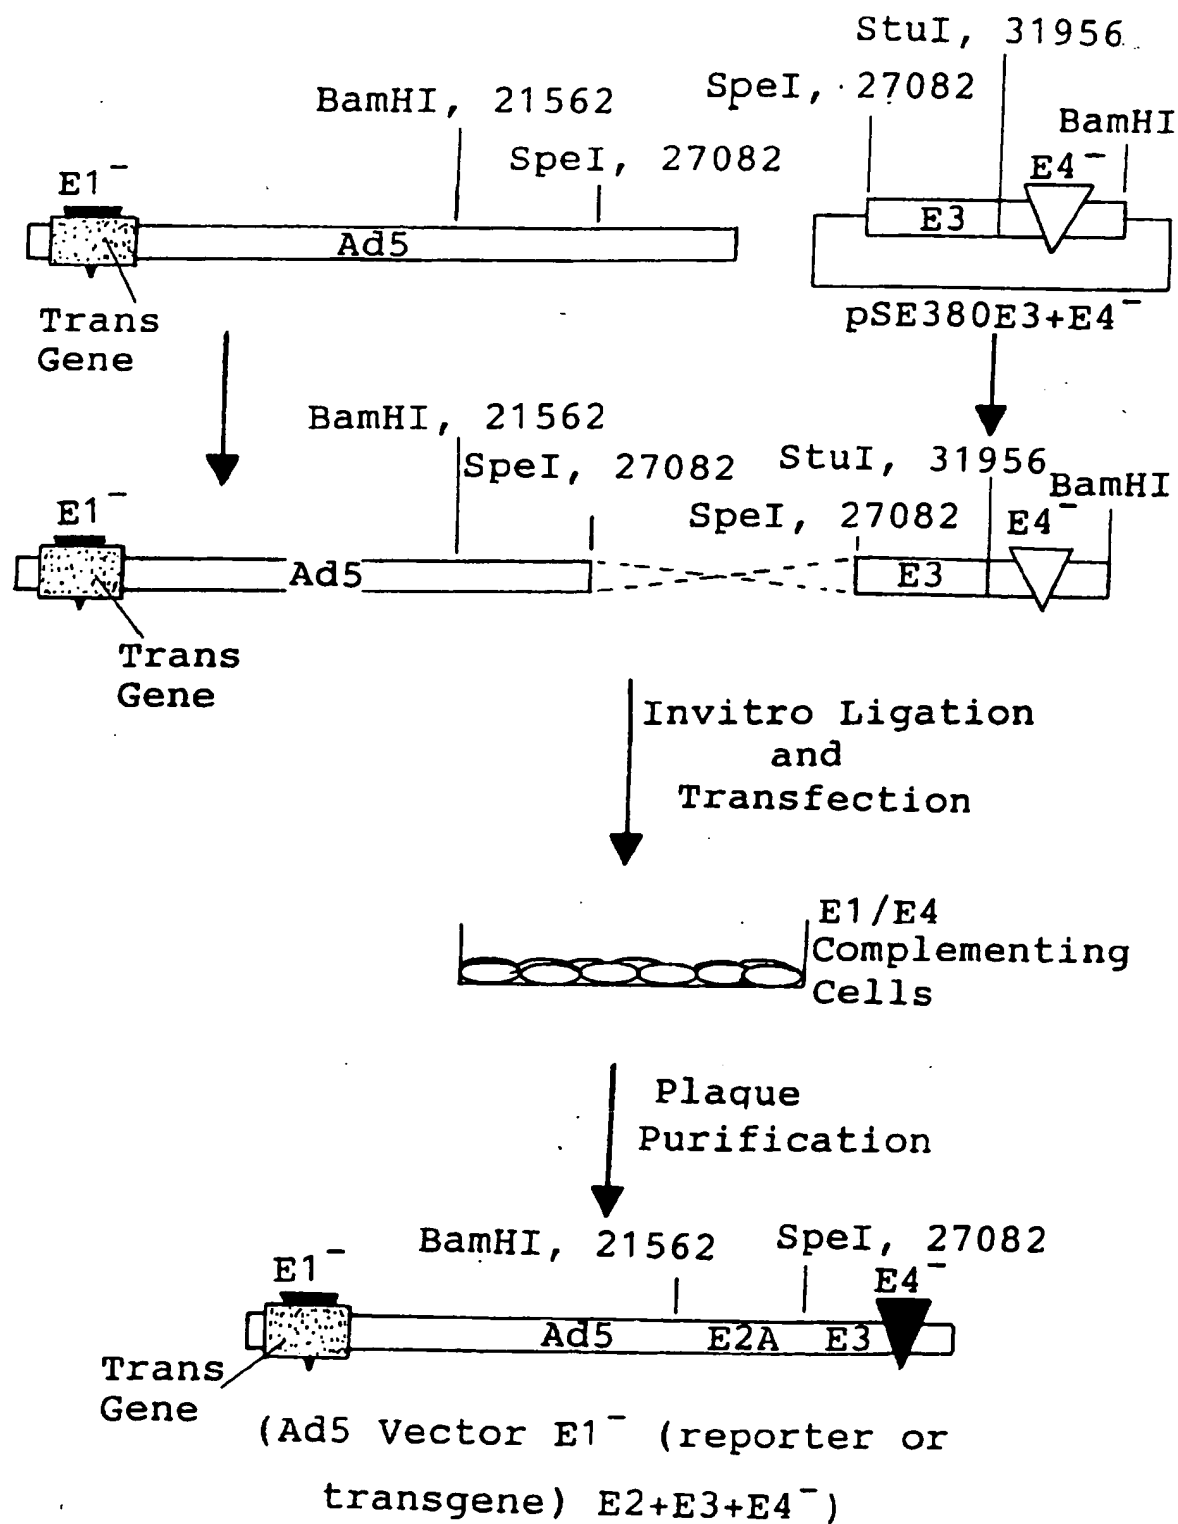 StuI, 31956
SpeI, 27082
BamHI, 21562
BamHI
SpeI, 27082
E4⁻
E1⁻
E3
Ad5
Trans
Gene
pSE380E3+E4⁻
BamHI, 21562
SpeI, 27082
StuI, 31956
BamHI
SpeI, 27082
E4⁻
E1⁻
Ad5
E3
Trans
Gene
Invitro Ligation
and
Transfection
E1/E4
Complementing
Cells
Plaque
Purification
BamHI, 21562
SpeI, 27082
E1⁻
E4⁻
Ad5
E2A
E3
Trans
Gene
(Ad5 Vector E1⁻ (reporter or
transgene) E2+E3+E4⁻)